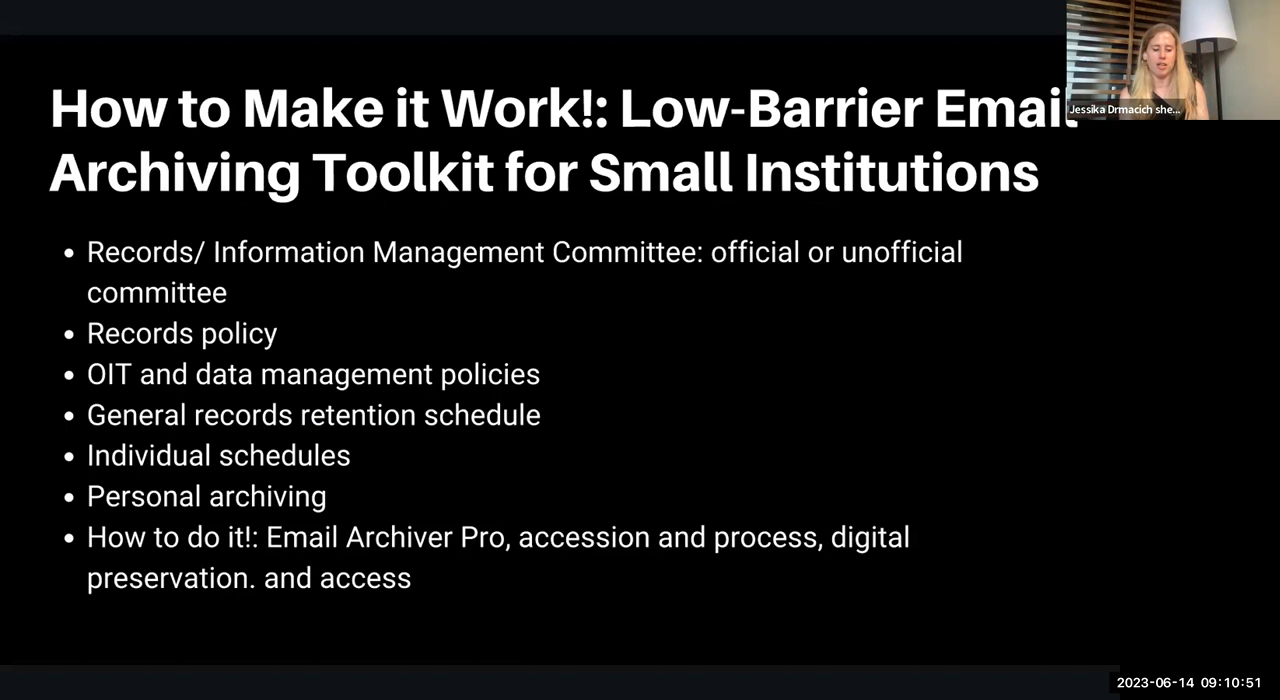 How to Make it Work!: Low-Barrier Email
Archiving Toolkit for Small Institutions
Jessika Drmacich she...
• Records/ Information Management Committee: official or unofficial
committee
• Records policy
• OIT and data management policies
• General records retention schedule
• Individual schedules
• Personal archiving
• How to do it!: Email Archiver Pro, accession and process, digital
preservation. and access
2023-06-14 09:10:51